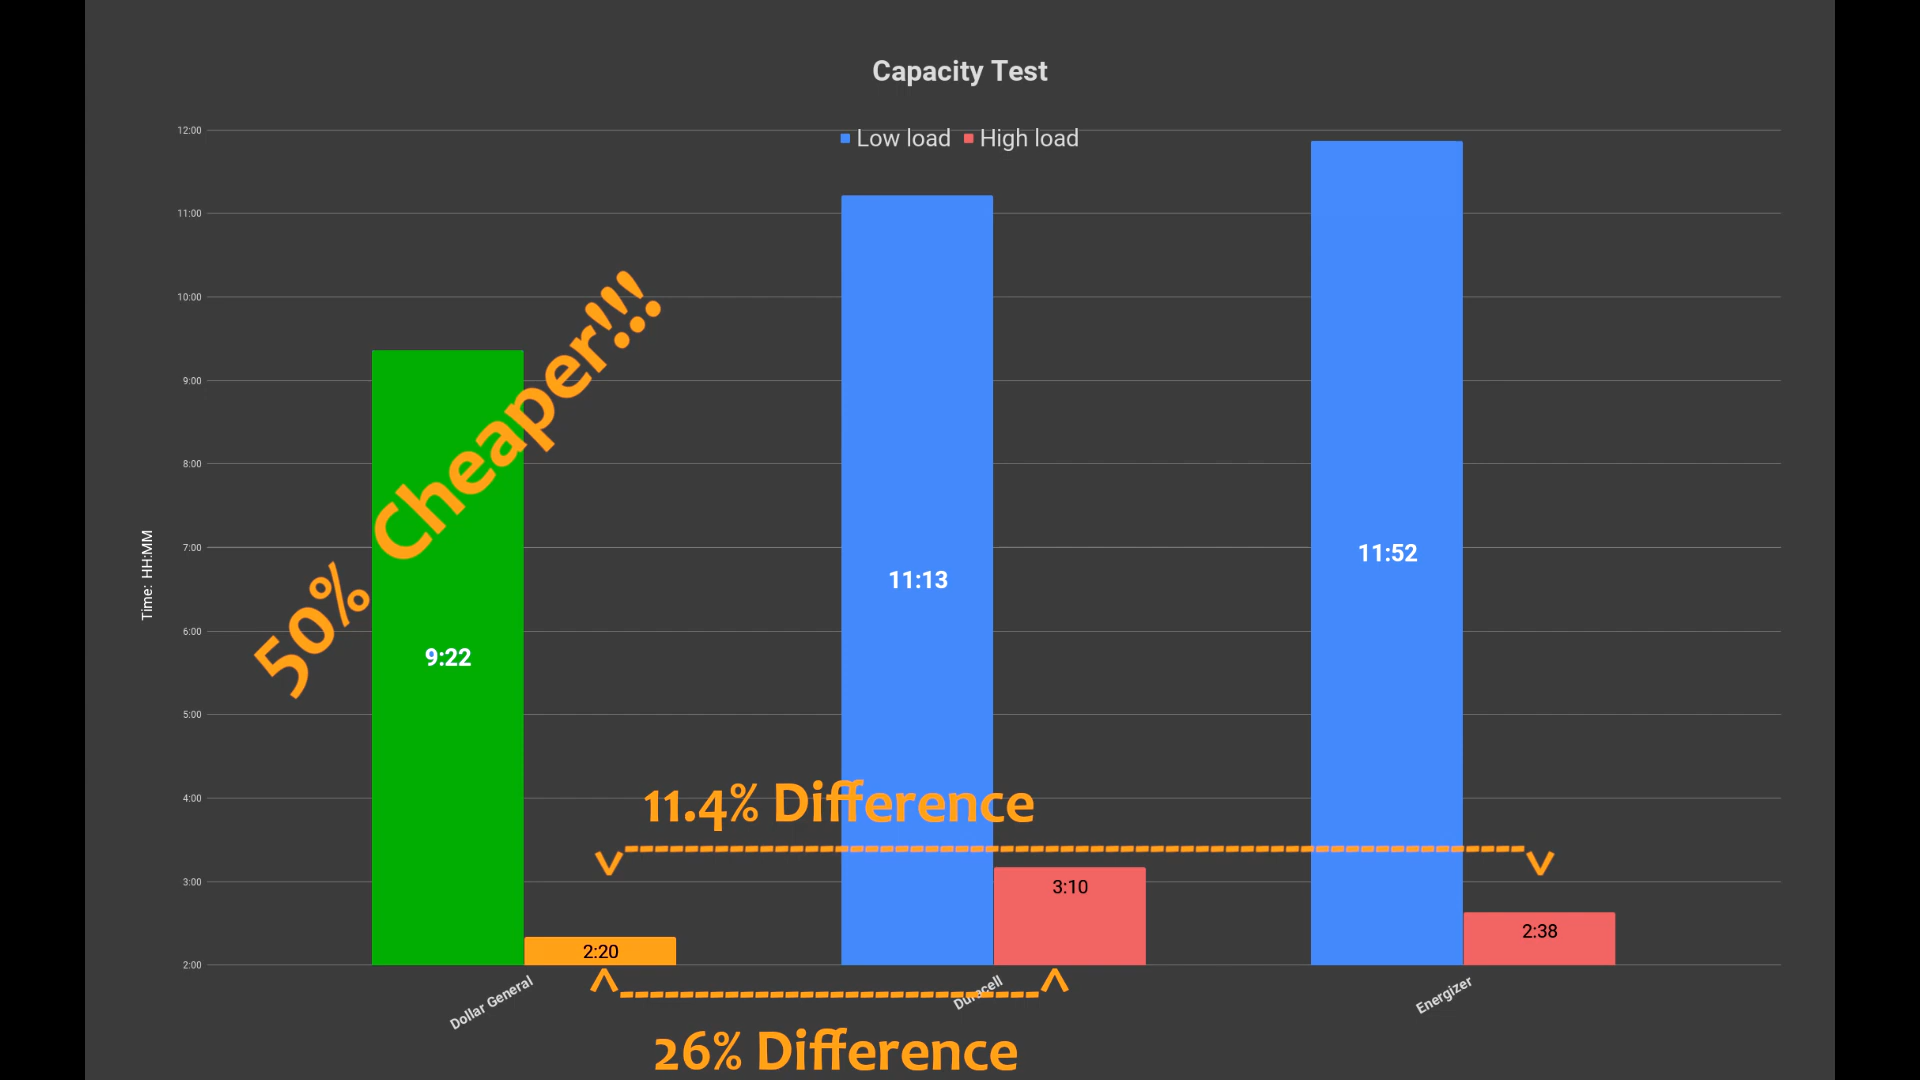 Capacity Test
Low load High load
12:00
11:00
10:00
9:00
8:00
7:00
6:00
5:00
4:00
3:00
2:00
Time: HH:MM
50% Cheaper!!!
9:22
11:13
11:52
11.4% Difference
2:20
3:10
2:38
Dollar General
Duracell
Energizer
26% Difference